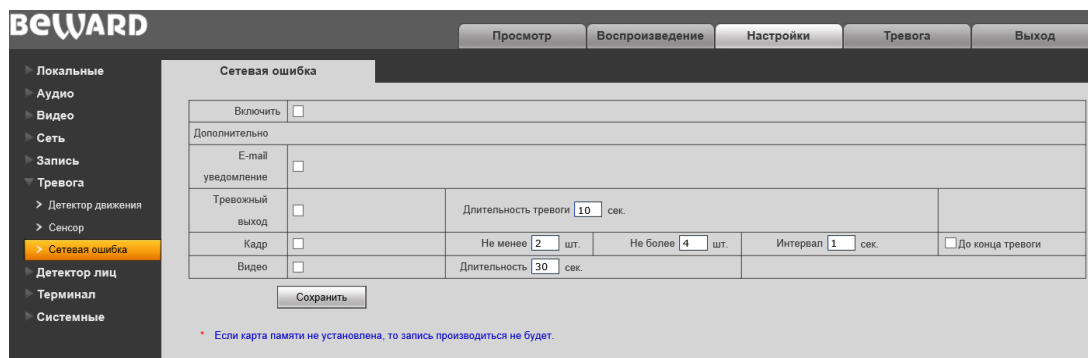 BEWARD
Просмотр Воспроизведение Настройки Тревога Выход
Локальные
Аудио
Видео
Сеть
Запись
Тревога
Детектор движения
Сенсор
Сетевая ошибка
Детектор лиц
Терминал
Системные
Сетевая ошибка
Включить
Дополнительно
E-mail
уведомление
Тревожный
выход
Длительность тревоги 10 сек.
Кадр Не менее 2 шт. Не более 4 шт. Интервал 1 сек. До конца тревоги
Видео Длительность 30 сек.
Сохранить
* Если карта памяти не установлена, то запись производиться не будет.